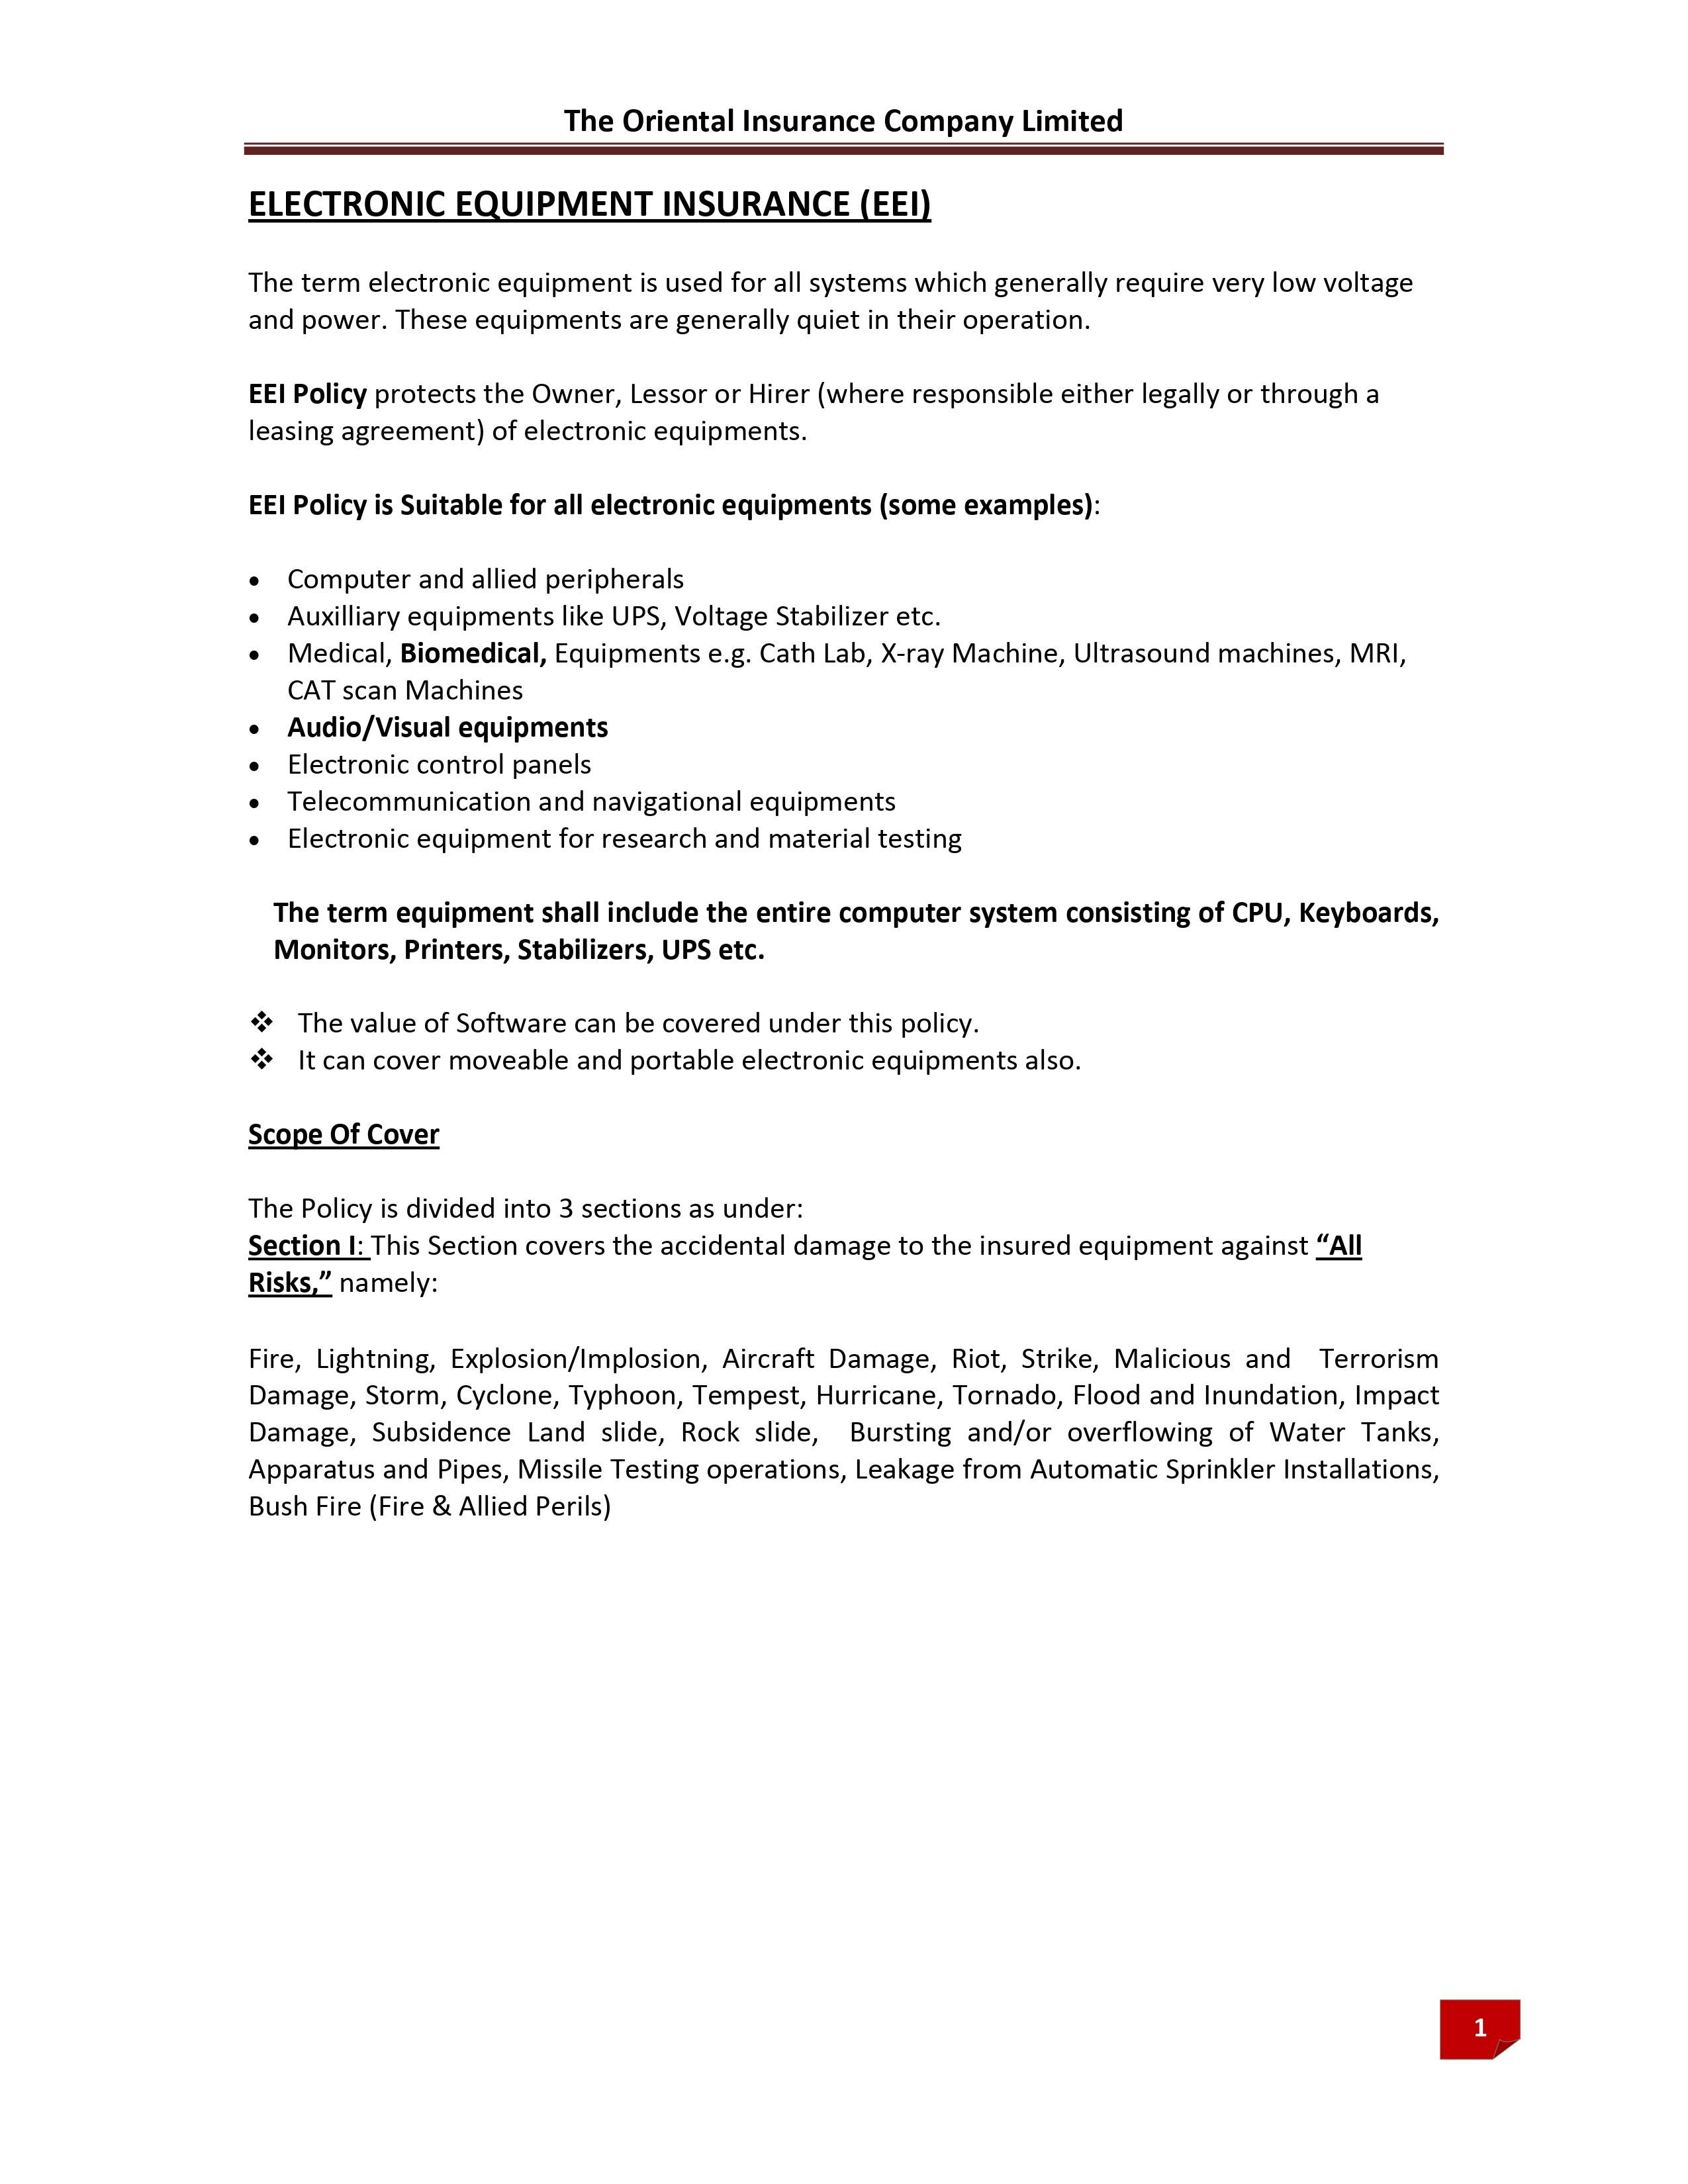 The Oriental Insurance Company Limited
ELECTRONIC EQUIPMENT INSURANCE (EEI)
The term electronic equipment is used for all systems which generally require very low voltage
and power. These equipments are generally quiet in their operation.
EEI Policy protects the Owner, Lessor or Hirer (where responsible either legally or through a
leasing agreement) of electronic equipments.
EEI Policy is Suitable for all electronic equipments (some examples):
• Computer and allied peripherals
• Auxilliary equipments like UPS, Voltage Stabilizer etc.
• Medical, Biomedical, Equipments e.g. Cath Lab, X-ray Machine, Ultrasound machines, MRI,
CAT scan Machines
• Audio/Visual equipments
• Electronic control panels
• Telecommunication and navigational equipments
• Electronic equipment for research and material testing
The term equipment shall include the entire computer system consisting of CPU, Keyboards,
Monitors, Printers, Stabilizers, UPS etc.
❖ The value of Software can be covered under this policy.
❖ It can cover moveable and portable electronic equipments also.
Scope Of Cover
The Policy is divided into 3 sections as under:
Section I: This Section covers the accidental damage to the insured equipment against “All
Risks,” namely:
Fire, Lightning, Explosion/Implosion, Aircraft Damage, Riot, Strike, Malicious and Terrorism
Damage, Storm, Cyclone, Typhoon, Tempest, Hurricane, Tornado, Flood and Inundation, Impact
Damage, Subsidence Land slide, Rock slide, Bursting and/or overflowing of Water Tanks,
Apparatus and Pipes, Missile Testing operations, Leakage from Automatic Sprinkler Installations,
Bush Fire (Fire & Allied Perils)
1